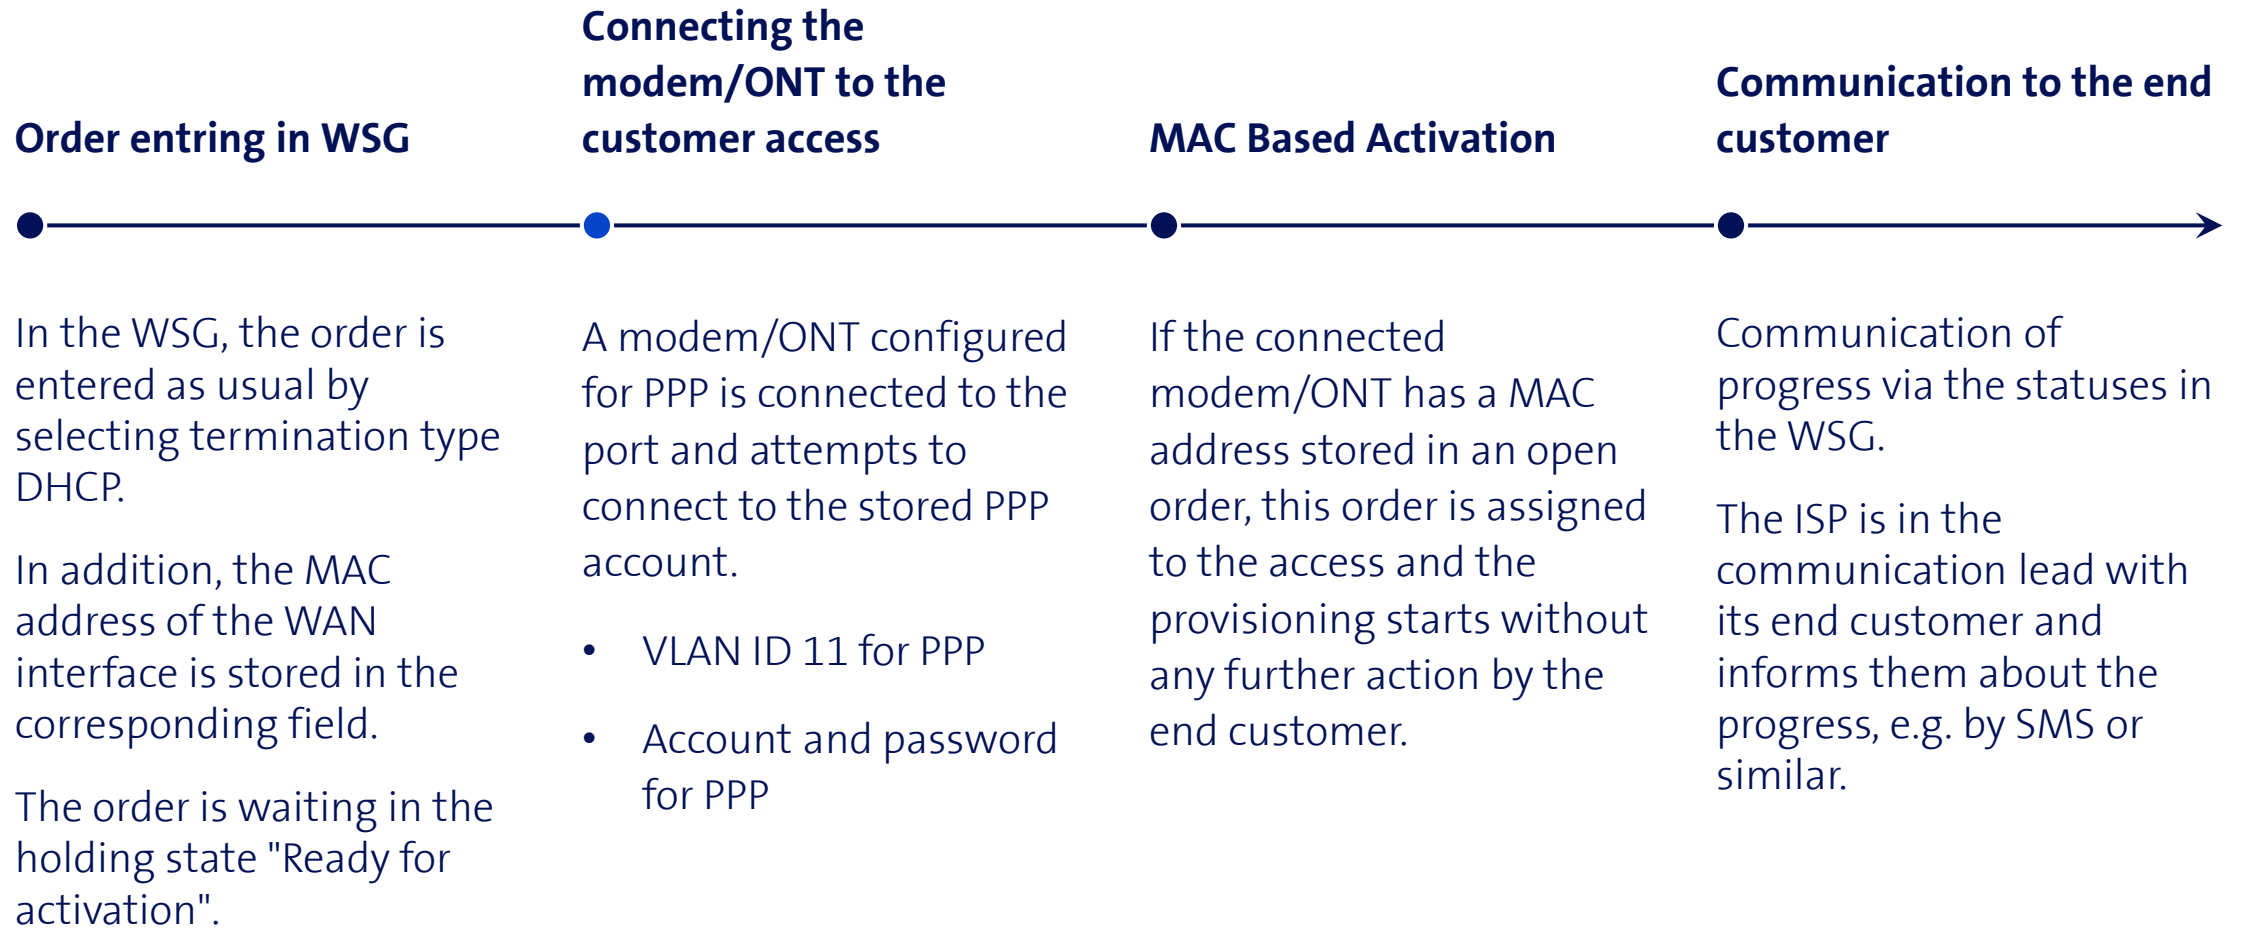 Order entring in WSG
Connecting the
modem/ONT to the
customer access
MAC Based Activation
Communication to the end
customer
In the WSG, the order is
entered as usual by
selecting termination type
DHCP.
In addition, the MAC
address of the WAN
interface is stored in the
corresponding field.
The order is waiting in the
holding state "Ready for
activation".
A modem/ONT configured
for PPP is connected to the
port and attempts to
connect to the stored PPP
account.
• VLAN ID 11 for PPP
• Account and password
for PPP
If the connected
modem/ONT has a MAC
address stored in an open
order, this order is assigned
to the access and the
provisioning starts without
any further action by the
end customer.
Communication of
progress via the statuses in
the WSG.
The ISP is in the
communication lead with
its end customer and
informs them about the
progress, e.g. by SMS or
similar.